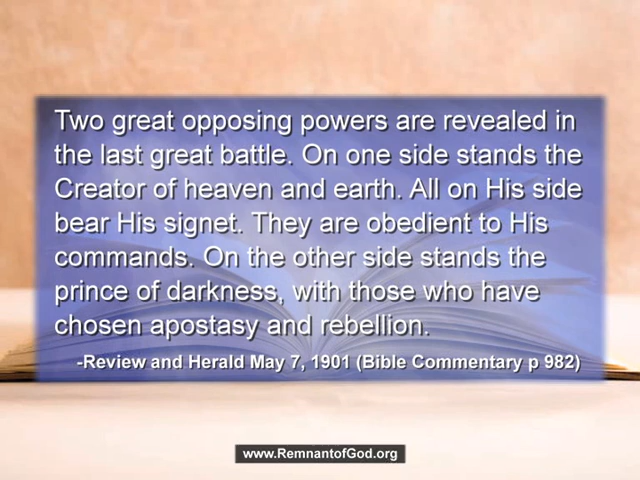 Two great opposing powers are revealed in
the last great battle. On one side stands the
Creator of heaven and earth. All on His side
bear His signet. They are obedient to His
commands. On the other side stands the
prince of darkness, with those who have
chosen apostasy and rebellion.
-Review and Herald May 7, 1901 (Bible Commentary p 982)
www.RemnantofGod.org